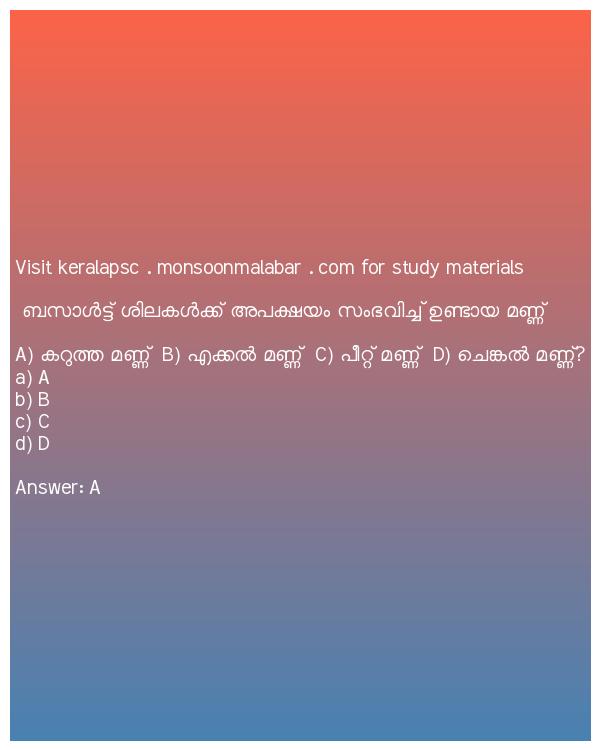 Visit keralapsc . monsoonmalabar . com for study materials
ബസാൾട്ട് ശിലകൾക്ക് അപക്ഷയം സംഭവിച്ച് ഉണ്ടായ മണ്ണ്
A) കറുത്ത മണ്ണ് B) എക്കൽ മണ്ണ് C) പീറ്റ് മണ്ണ് D) ചെങ്കൽ മണ്ണ്?
a) A
b) B
c) C
d) D
Answer: A